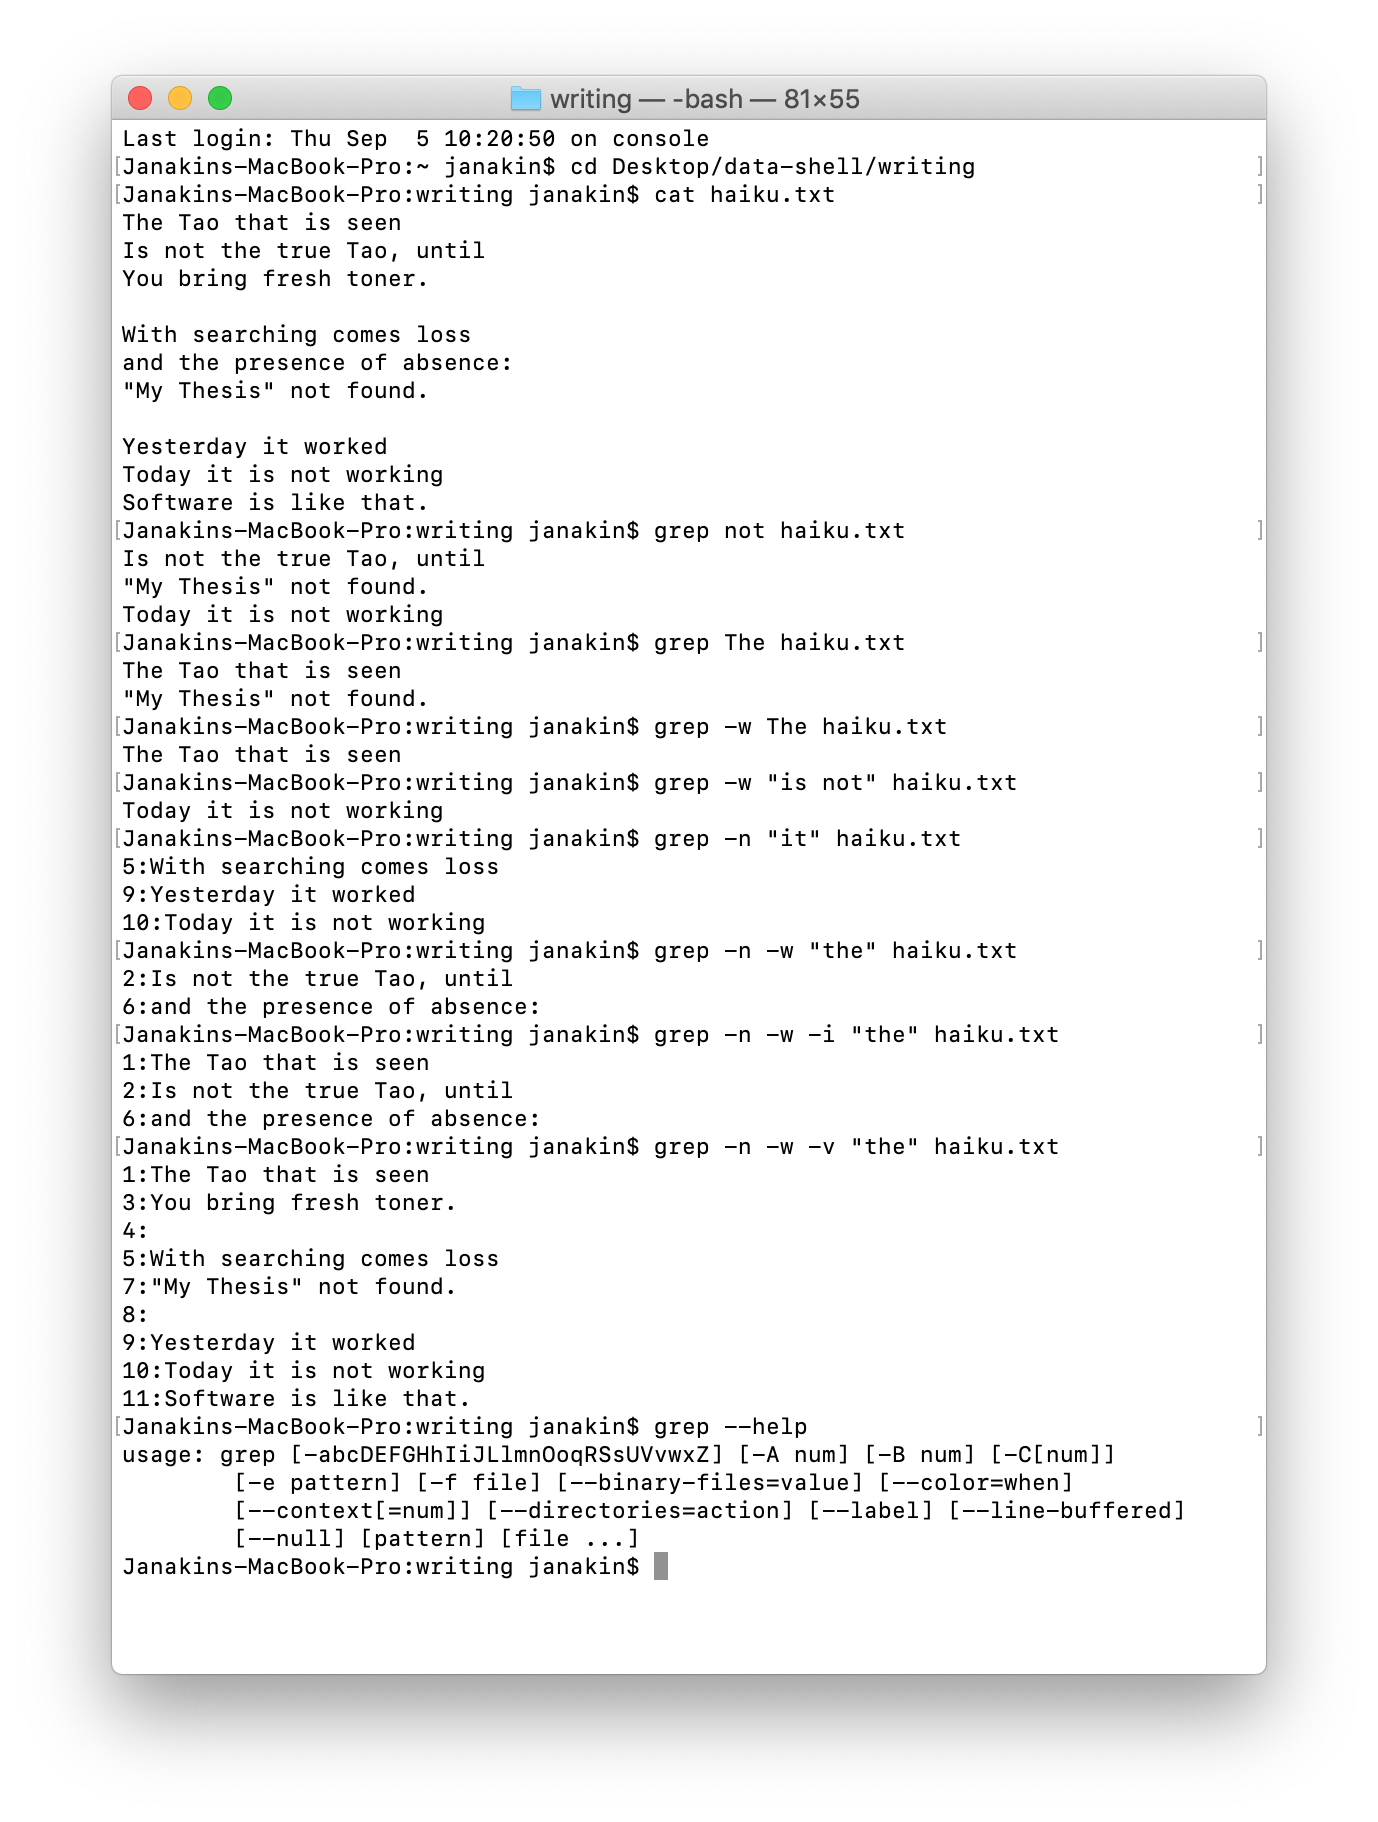 writing — -bash — 81×55
Last login: Thu Sep  5 10:20:50 on console
[Janakins-MacBook-Pro:~ janakin$ cd Desktop/data-shell/writing ]
[Janakins-MacBook-Pro:writing janakin$ cat haiku.txt ]
The Tao that is seen
Is not the true Tao, until
You bring fresh toner.

With searching comes loss
and the presence of absence:
"My Thesis" not found.

Yesterday it worked
Today it is not working
Software is like that.
[Janakins-MacBook-Pro:writing janakin$ grep not haiku.txt ]
Is not the true Tao, until
"My Thesis" not found.
Today it is not working
[Janakins-MacBook-Pro:writing janakin$ grep The haiku.txt ]
The Tao that is seen
"My Thesis" not found.
[Janakins-MacBook-Pro:writing janakin$ grep -w The haiku.txt ]
The Tao that is seen
[Janakins-MacBook-Pro:writing janakin$ grep -w "is not" haiku.txt ]
Today it is not working
[Janakins-MacBook-Pro:writing janakin$ grep -n "it" haiku.txt ]
5:With searching comes loss
9:Yesterday it worked
10:Today it is not working
[Janakins-MacBook-Pro:writing janakin$ grep -n -w "the" haiku.txt ]
2:Is not the true Tao, until
6:and the presence of absence:
[Janakins-MacBook-Pro:writing janakin$ grep -n -w -i "the" haiku.txt ]
1:The Tao that is seen
2:Is not the true Tao, until
6:and the presence of absence:
[Janakins-MacBook-Pro:writing janakin$ grep -n -w -v "the" haiku.txt ]
1:The Tao that is seen
3:You bring fresh toner.
4:
5:With searching comes loss
7:"My Thesis" not found.
8:
9:Yesterday it worked
10:Today it is not working
11:Software is like that.
[Janakins-MacBook-Pro:writing janakin$ grep --help ]
usage: grep [-abcDEFGHhIiJLlmnOoqRSsUVvwxZ] [-A num] [-B num] [-C[num]]
        [-e pattern] [-f file] [--binary-files=value] [--color=when]
        [--context[=num]] [--directories=action] [--label] [--line-buffered]
        [--null] [pattern] [file ...]
Janakins-MacBook-Pro:writing janakin$